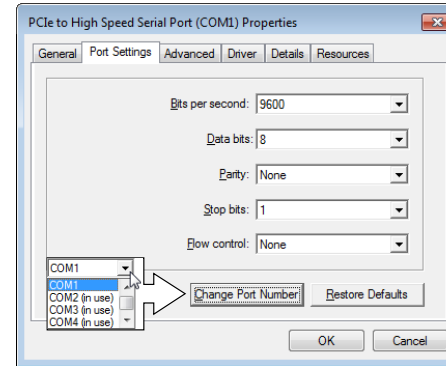 PCIe to High Speed Serial Port (COM1) Properties
General Port Settings Advanced Driver Details Resources
Bits per second: 9600
Data bits: 8
Parity: None
Stop bits: 1
Flow control: None
COM1
COM1
COM2 (in use)
COM3 (in use)
COM4 (in use)
Change Port Number Restore Defaults
OK Cancel